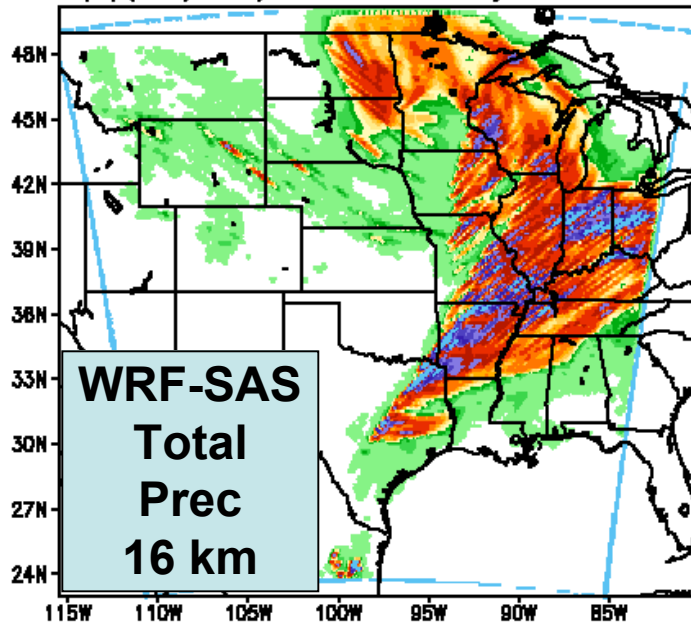 48N
45N
42N
39N
36N
33N
30N
27N
24N
WRF-SAS
Total
Prec
16 km
115W 110W 105W 100W 95W 90W 85W